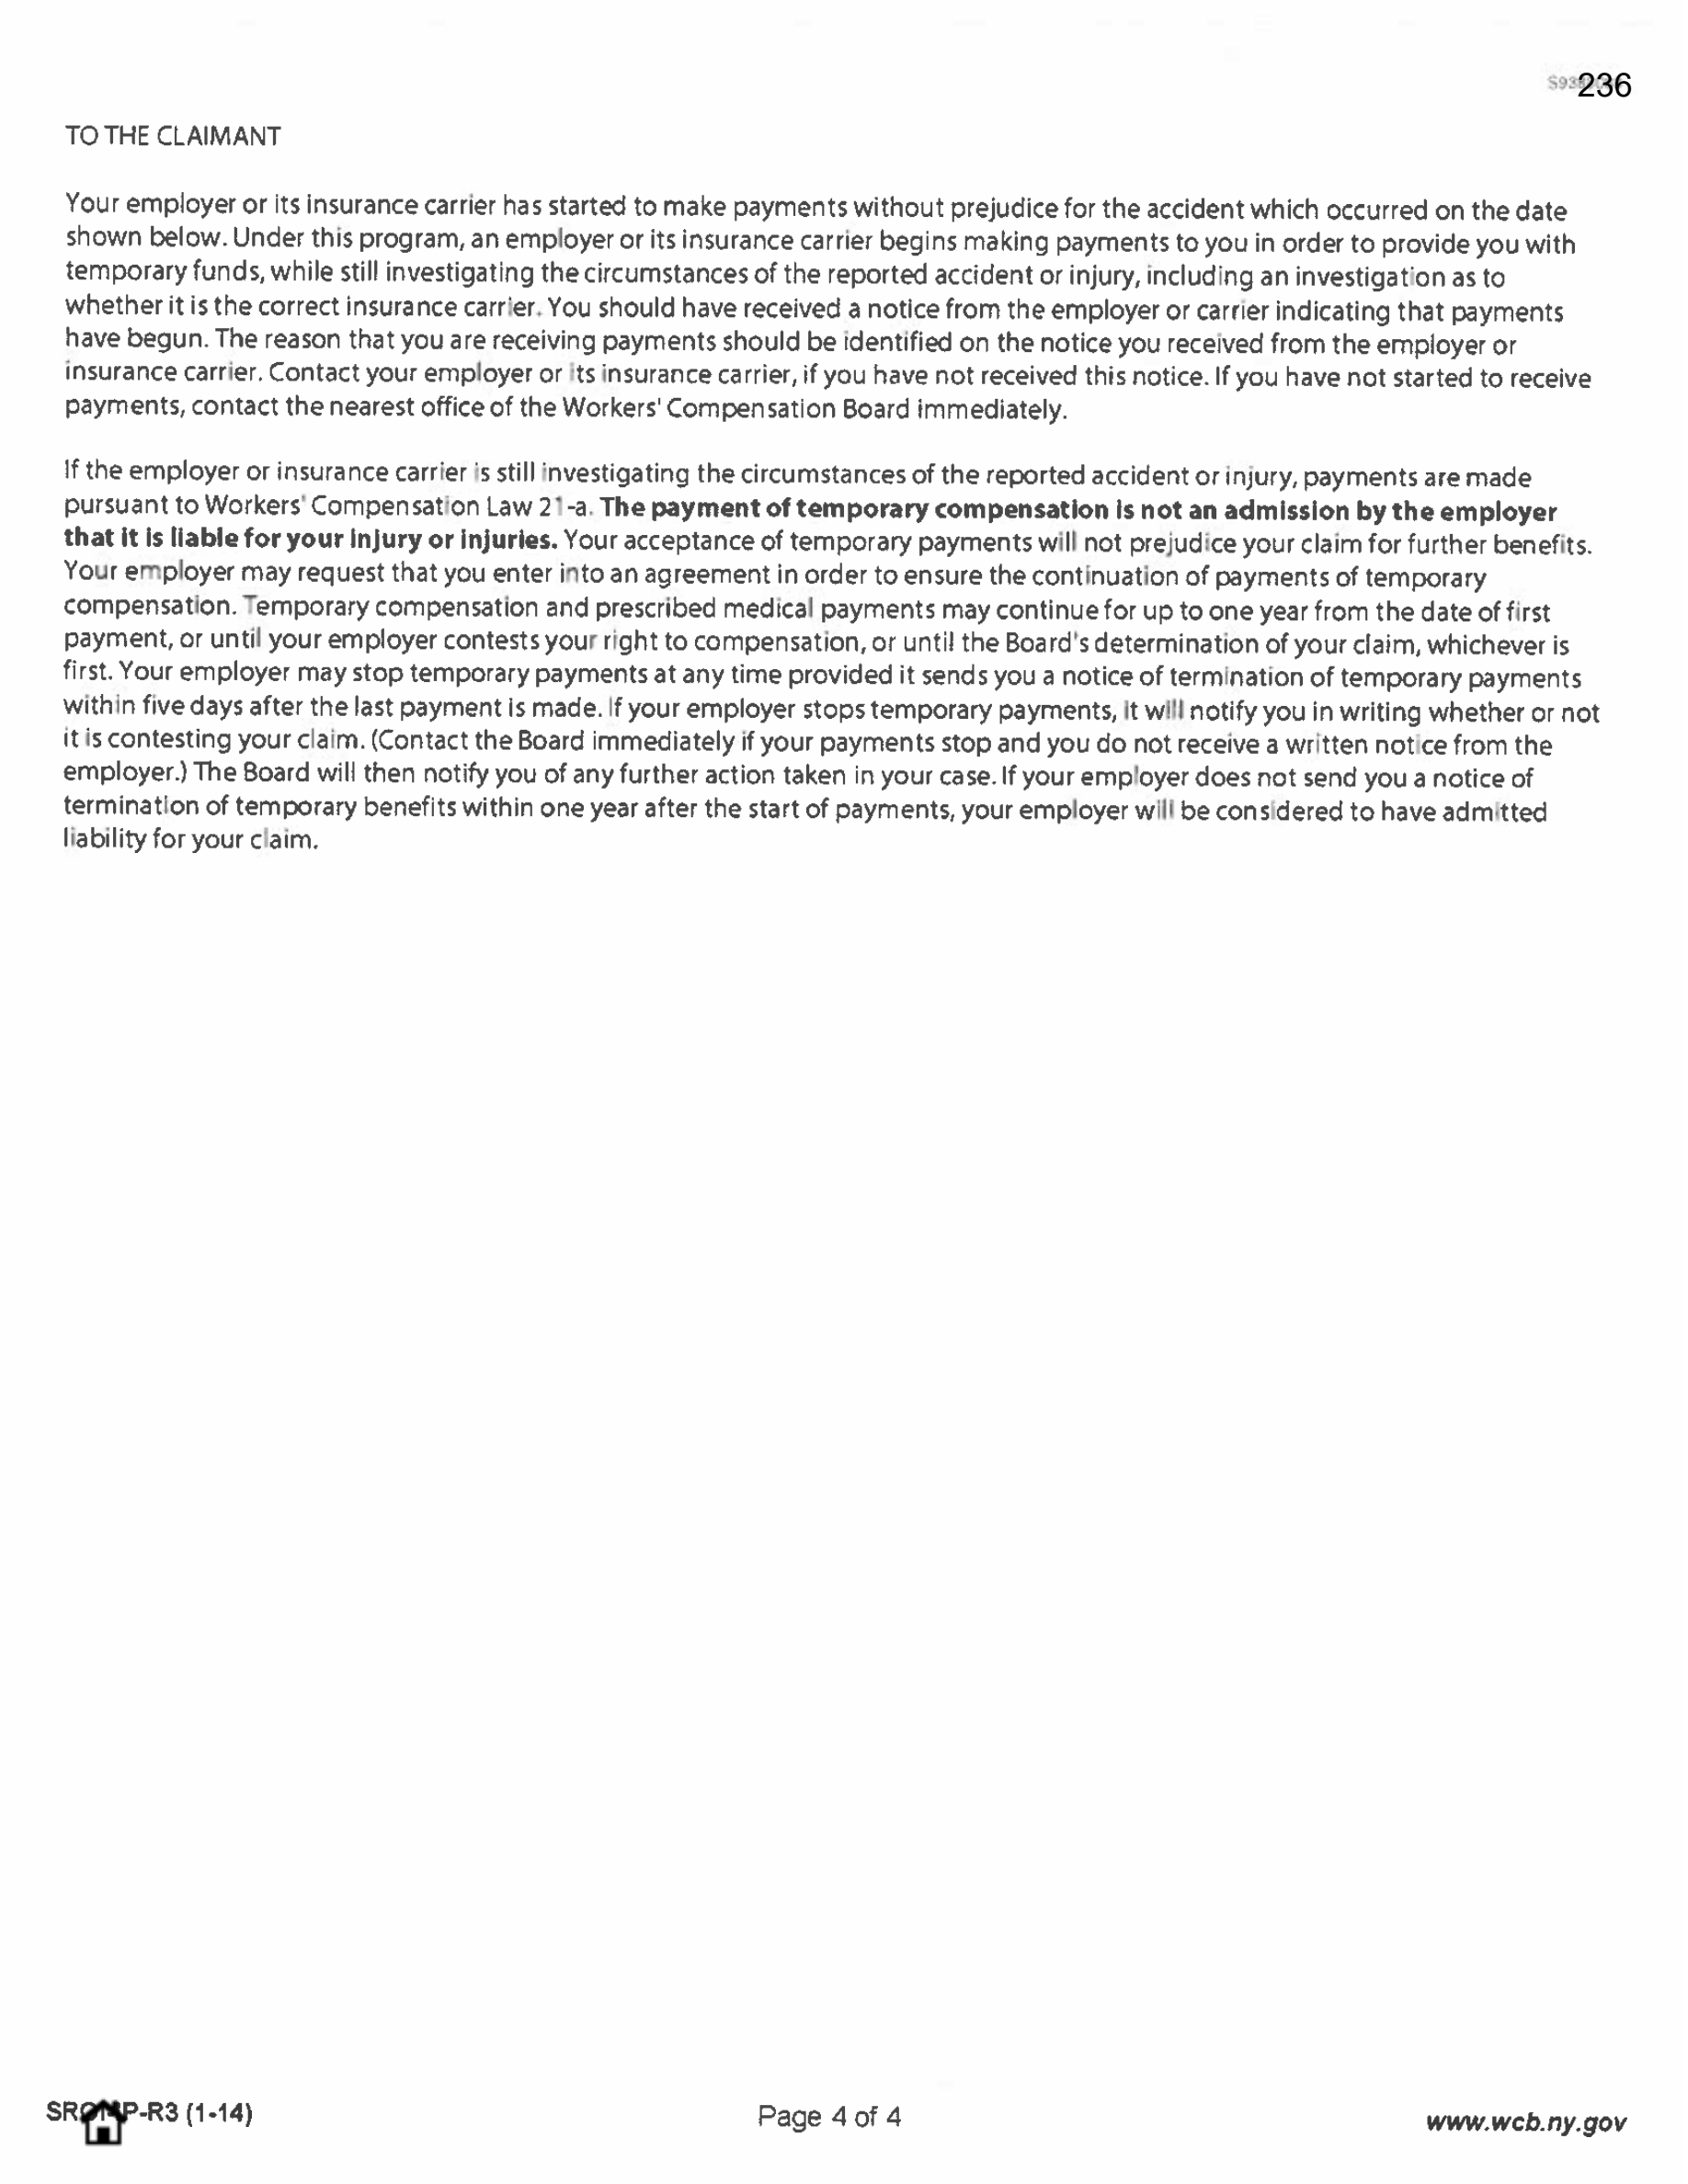 236
TO THE CLAIMANT
Your employer or its insurance carrier has started to make payments without prejudice for the accident which occurred on the date
shown below. Under this program, an employer or its insurance carrier begins making payments to you in order to provide you with
temporary funds, while still investigating the circumstances of the reported accident or injury, including an investigation as to
whether it is the correct insurance carrier. You should have received a notice from the employer or carrier indicating that payments
have begun. The reason that you are receiving payments should be identified on the notice you received from the employer or
insurance carrier. Contact your employer or its insurance carrier, if you have not received this notice. If you have not started to receive
payments, contact the nearest office of the Workers' Compensation Board immediately.
If the employer or insurance carrier is still investigating the circumstances of the reported accident or injury, payments are made
pursuant to Workers' Compensation Law 21-a. The payment of temporary compensation is not an admission by the employer
that it is liable for your injury or injuries. Your acceptance of temporary payments will not prejudice your claim for further benefits.
Your employer may request that you enter into an agreement in order to ensure the continuation of payments of temporary
compensation. Temporary compensation and prescribed medical payments may continue for up to one year from the date of first
payment, or until your employer contests your right to compensation, or until the Board's determination of your claim, whichever is
first. Your employer may stop temporary payments at any time provided it sends you a notice of termination of temporary payments
within five days after the last payment is made. If your employer stops temporary payments, it will notify you in writing whether or not
it is contesting your claim. (Contact the Board immediately if your payments stop and you do not receive a written notice from the
employer.) The Board will then notify you of any further action taken in your case. If your employer does not send you a notice of
termination of temporary benefits within one year after the start of payments, your employer will be considered to have admitted
liability for your claim.
(1-14)
Page 4 of 4
www.wcb.ny.gov